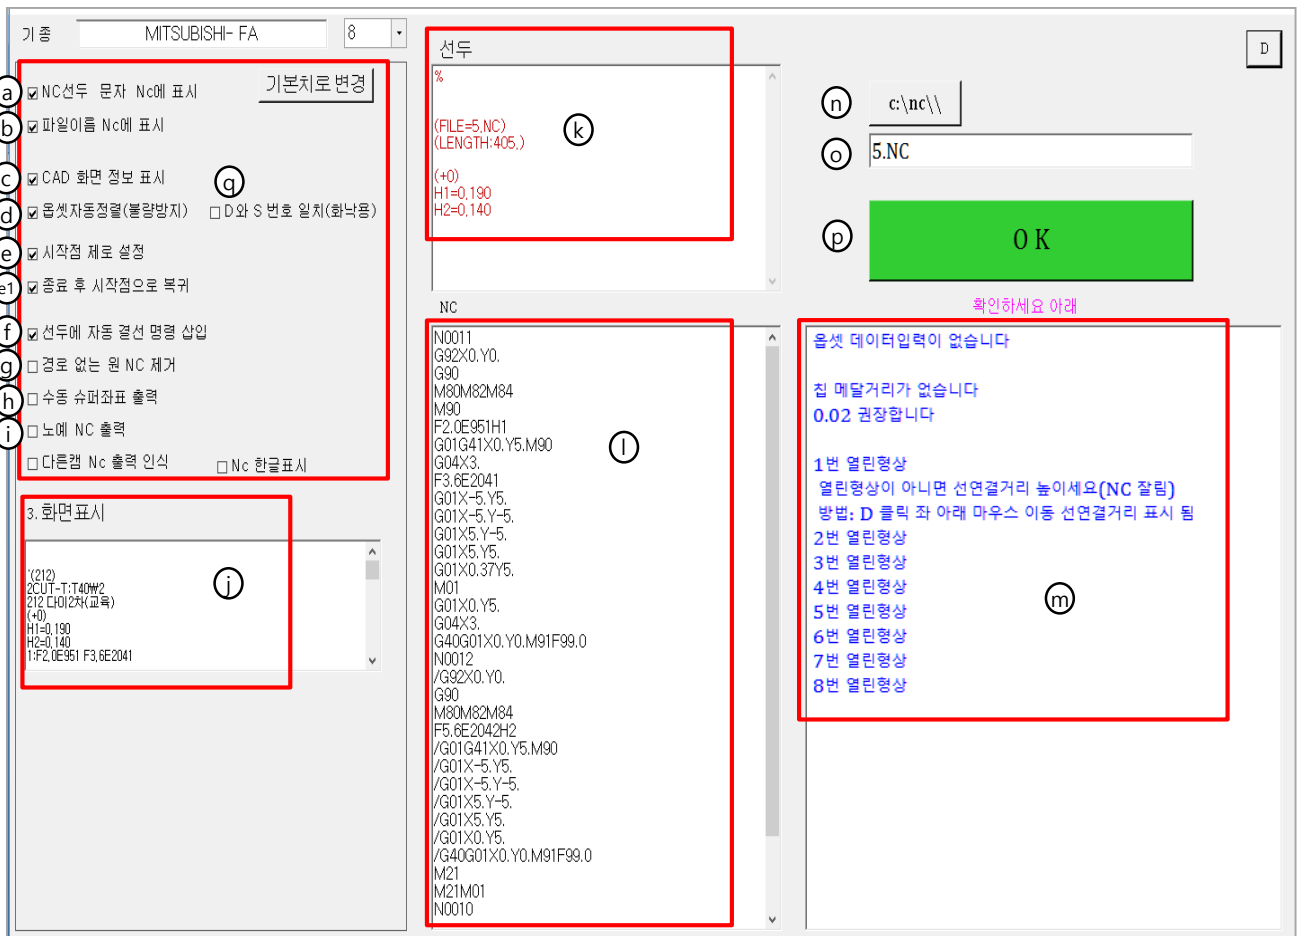 기종 MITSUBISHI- FA 8
기본치로변경
a NC선두 문자 Nc에 표시
b 파일이름 Nc에 표시
c CAD 화면 정보 표시 q
d 옵셋자동정렬(불량방지) D와 S 번호 일치(화낙용)
e 시작점 제로 설정
e1 종료 후 시작점으로 복귀
f 선두에 자동 결선 명령 삽입
g 경로 없는 원 NC 제거
h 수동 슈퍼좌표 출력
i 노예 NC 출력
다른캠 Nc 출력 인식 Nc 한글표시
3.화면표시
'(212)
2CUT-T:T40₩2
212 다이2차(교육)
(+0)
H1=0.190
H2=0.140
1:F2.0E951 F3.6E2041
j
선두
%
(FILE=5.NC)
(LENGTH:405.)
(+0)
H1=0.190
H2=0.140
k
NC
N0011
G92X0.Y0.
G90
M80M82M84
M90
F2.0E951H1
G01G41X0.Y5.M90
G04X3.
F3.6E2041
G01X-5.Y5.
G01X-5.Y-5.
G01X5.Y-5.
G01X5.Y5.
G01X0.37Y5.
M01
G01X0.Y5.
G04X3.
G40G01X0.Y0.M91F99.0
N0012
/G92X0.Y0.
G90
M80M82M84
F5.6E2042H2
/G01G41X0.Y5.M90
/G01X-5.Y5.
/G01X-5.Y-5.
/G01X5.Y-5.
/G01X5.Y5.
/G01X0.Y5.
/G40G01X0.Y0.M91F99.0
M21
M21M01
N0010
l
D
n c:\nc\\
o 5.NC
p O K
확인하세요 아래
옵셋 데이터입력이 없습니다
칩 메달거리가 없습니다
0.02 권장합니다
1번 열린형상
열린형상이 아니면 선연결거리 높이세요(NC 잘림)
방법: D 클릭 좌 아래 마우스 이동 선연결거리 표시 됨
2번 열린형상
3번 열린형상
4번 열린형상
5번 열린형상
6번 열린형상
7번 열린형상
8번 열린형상
m